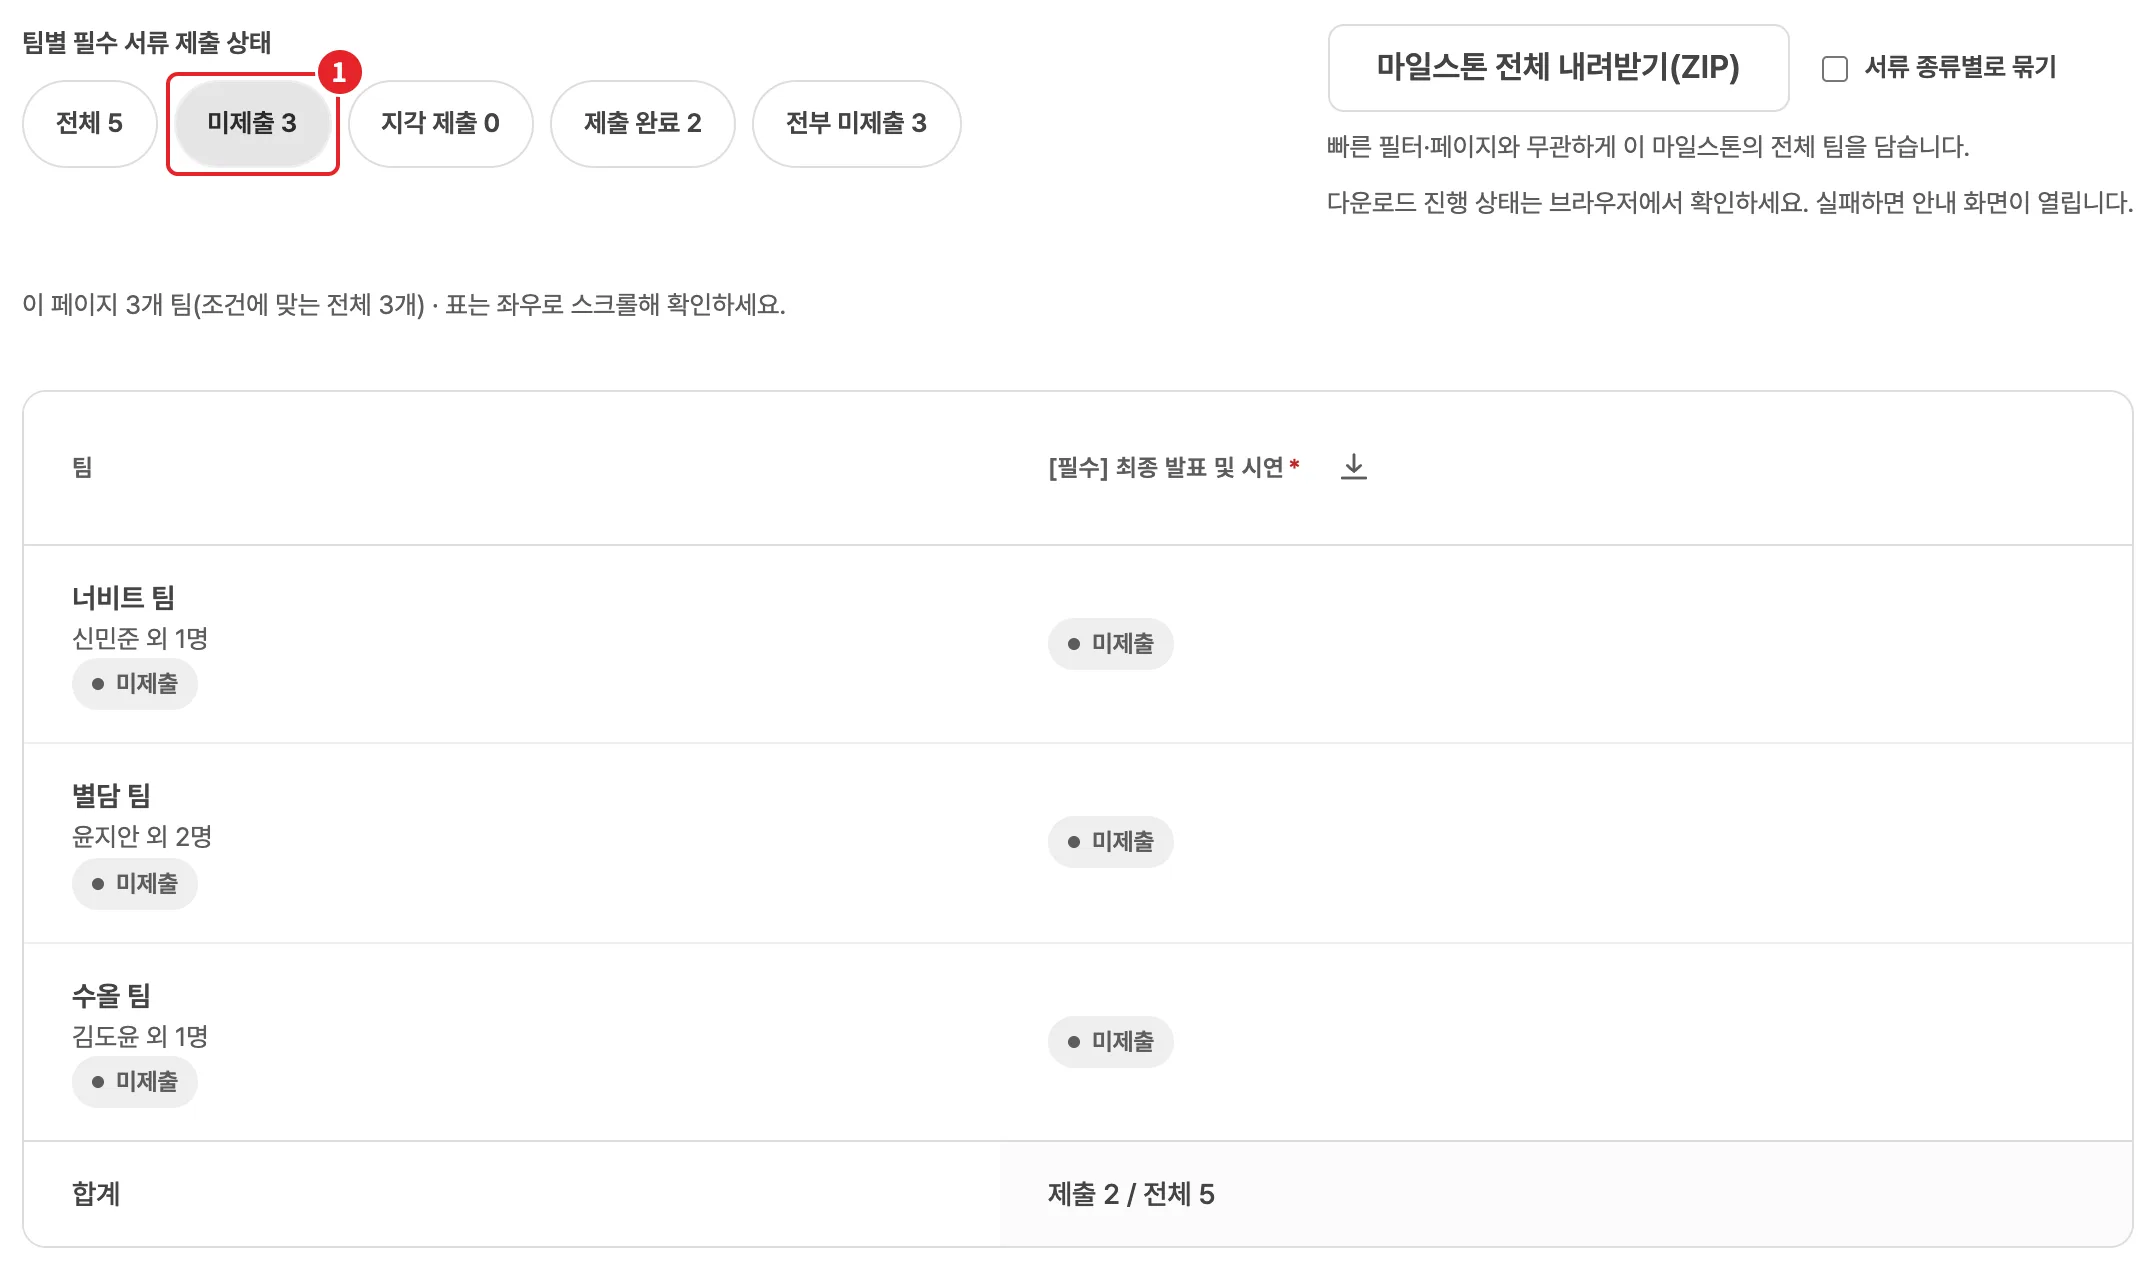 팀별 필수 서류 제출 상태
1
전체 5
미제출 3
지각 제출 0
제출 완료 2
전부 미제출 3
마일스톤 전체 내려받기(ZIP)
서류 종류별로 묶기
빠른 필터·페이지와 무관하게 이 마일스톤의 전체 팀을 담습니다.
다운로드 진행 상태는 브라우저에서 확인하세요. 실패하면 안내 화면이 열립니다.
이 페이지 3개 팀(조건에 맞는 전체 3개) · 표는 좌우로 스크롤해 확인하세요.
팀
[필수] 최종 발표 및 시연 *
너비트 팀
신민준 외 1명
미제출
미제출
별담 팀
윤지안 외 2명
미제출
미제출
수올 팀
김도윤 외 1명
미제출
미제출
합계
제출 2 / 전체 5